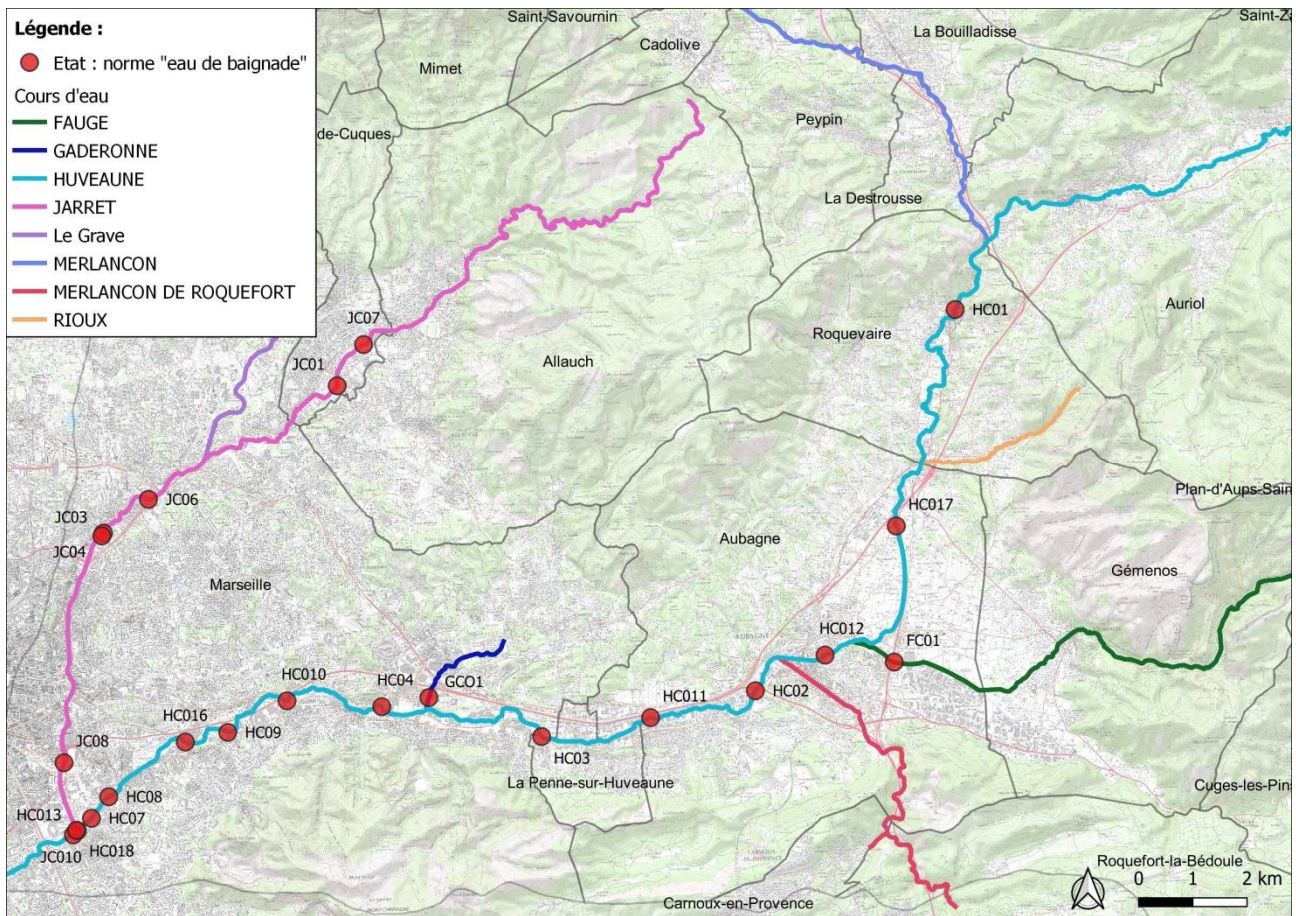 Légende :
Etat : norme "eau de baignade"
Cours d'eau
FAUGE
GADERONNE
HUVEAUNE
JARRET
Le Grave
MERLANCON
MERLANCON DE ROQUEFORT
RIOUX
Saint-Savournin
Saint-Za
Cadolive
La Bouilladisse
Mimet
Peypin
de-Cuques
La Destrousse
Auriol
HC01
Roquevaire
JC07
JC01
Allauch
Plan-d'Aups-Sain
JC06
HC017
JC03
JC04
Aubagne
Gémenos
Marseille
HC012
FC01
HC010
HC04
GCO1
HC011
HC02
HC016
HC09
HC03
JC08
La Penne-sur-Huveaune
Cuges-les-Pins
HC08
HC013
HC07
JC010
HC018
Roquefort-la-Bédoule
0 1 2 km
Carnoux-en-Provence